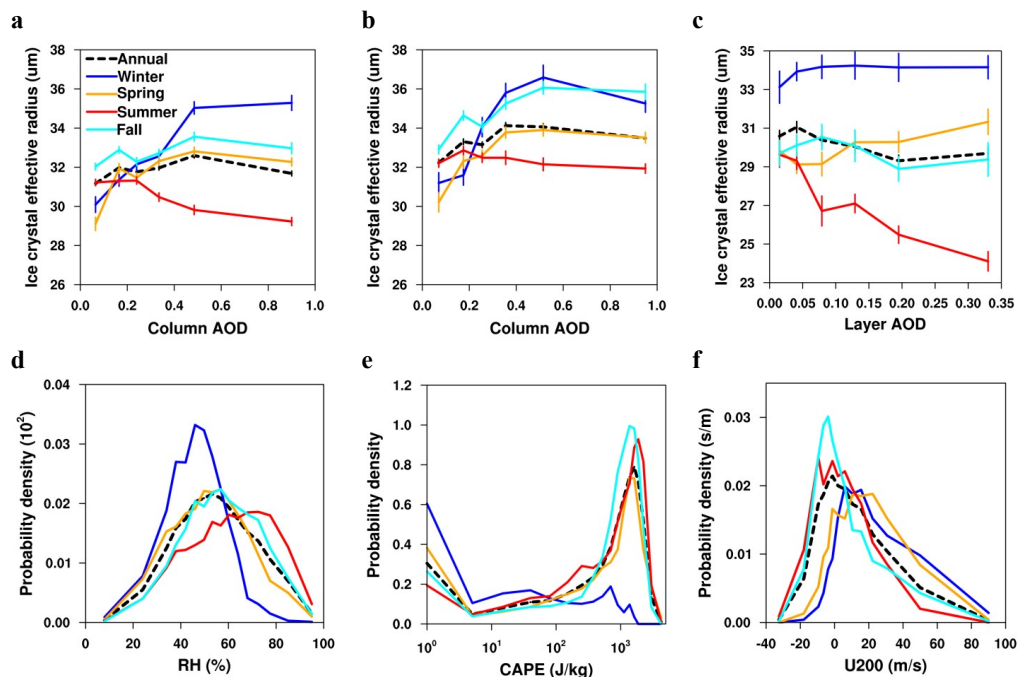 a b c
38
36
34
32
30
28
26
0.0 0.2 0.4 0.6 0.8 1.0
Ice crystal effective radius (um)
Column AOD
Annual
Winter
Spring
Summer
Fall
38
36
34
32
30
28
26
0.0 0.2 0.4 0.6 0.8 1.0
Ice crystal effective radius (um)
Column AOD
35
33
31
29
27
25
23
0.00 0.05 0.10 0.15 0.20 0.25 0.30 0.35
Ice crystal effective radius (um)
Layer AOD
d e f
0.04
0.03
0.02
0.01
0.00
0 20 40 60 80 100
Probability density (10²)
RH (%)
1.2
1.0
0.8
0.6
0.4
0.2
0.0
10⁰ 10¹ 10² 10³
Probability density
CAPE (J/kg)
0.03
0.02
0.01
0.00
-40 -20 0 20 40 60 80 100
Probability density (s/m)
U200 (m/s)